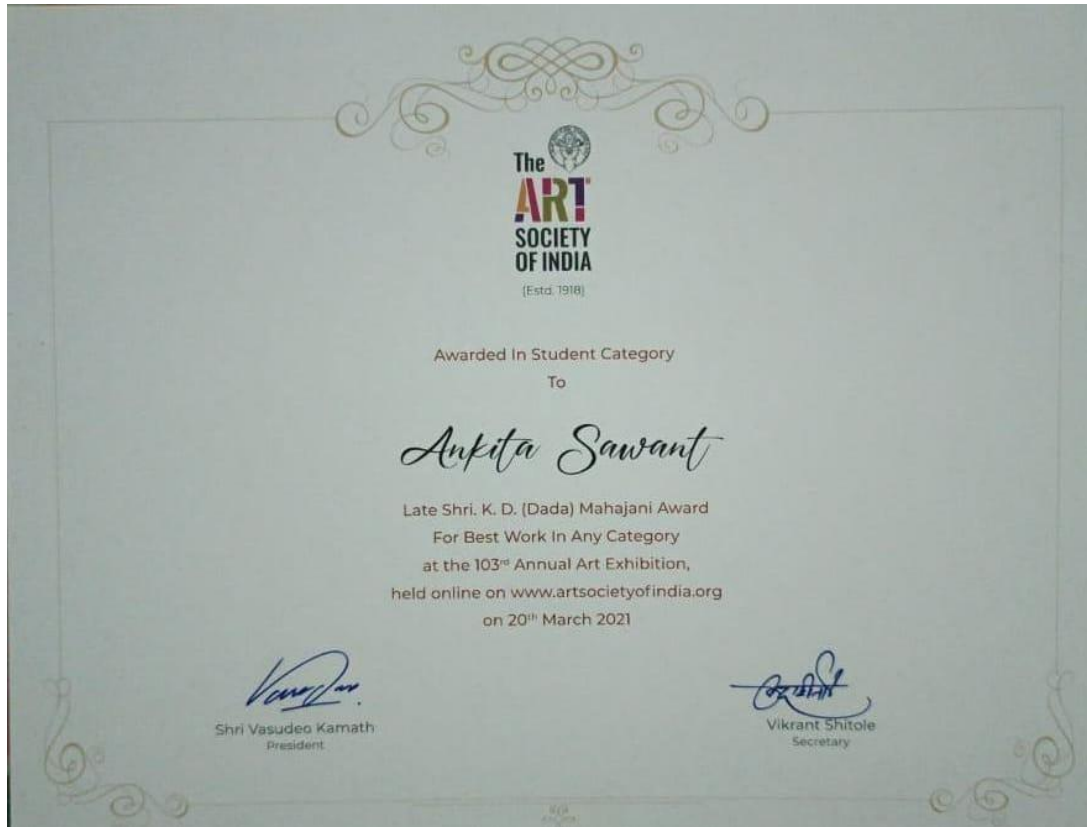 The
ART
SOCIETY
OF INDIA
(Estd. 1918)
Awarded In Student Category
To
Ankita Sawant
Late Shri. K. D. (Dada) Mahajani Award
For Best Work In Any Category
at the 103rd Annual Art Exhibition,
held online on www.artsocietyofindia.org
on 20th March 2021
Shri Vasudeo Kamath
President
Vikrant Shitole
Secretary